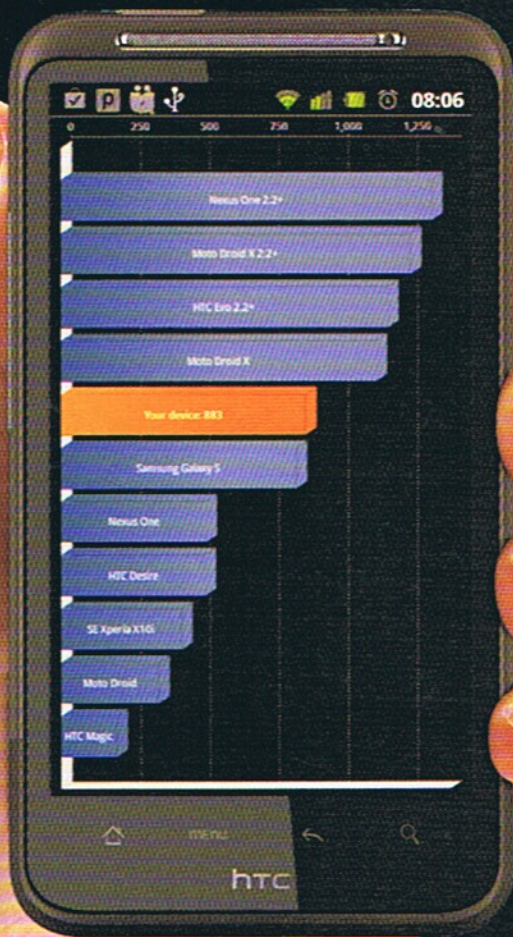 08:06
0 250 500 750 1,000 1,250
Nexus One 2.2*
Moto Droid X 2.2*
HTC Evo 2.2*
Moto Droid X
Your device: 883
Samsung Galaxy S
Nexus One
HTC Desire
SE Xperia X10i
Moto Droid
HTC Magic
menu
hTC